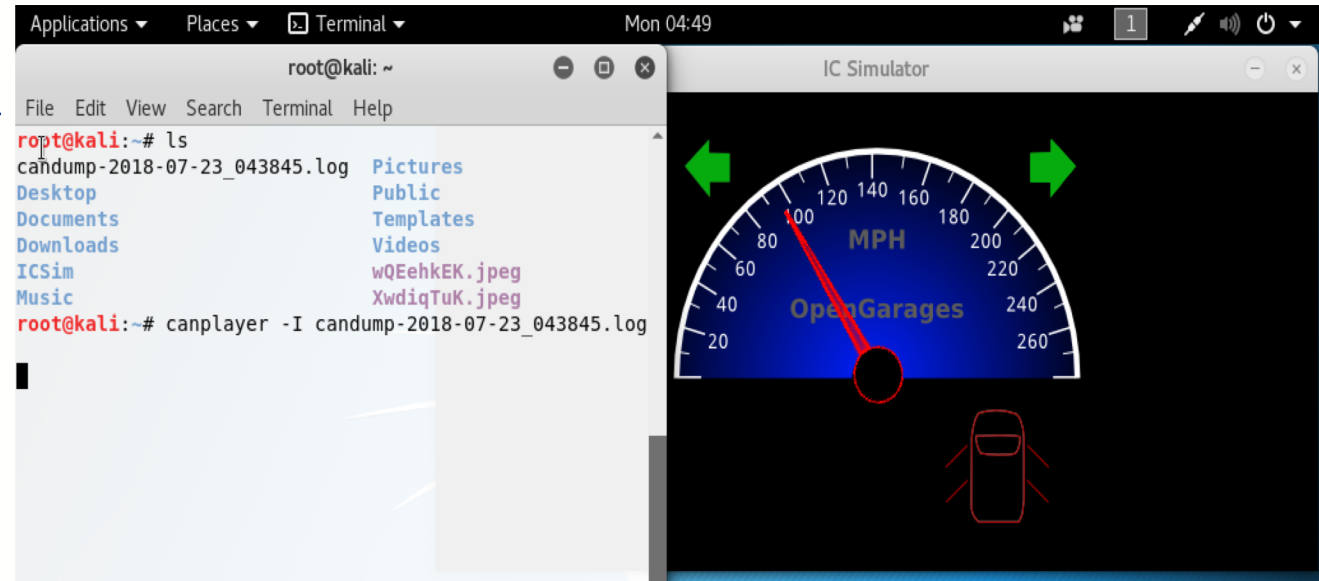 Applications Places Terminal Mon 04:49 1
root@kali: ~
File Edit View Search Terminal Help
root@kali:~# ls
candump-2018-07-23_043845.log Pictures
Desktop Public
Documents Templates
Downloads Videos
ICSim wQEehkEK.jpeg
Music XwdiqTuK.jpeg
root@kali:~# canplayer -I candump-2018-07-23_043845.log
IC Simulator
120 140 160
100 180
80 MPH 200
60 220
40 OpenGarages 240
20 260